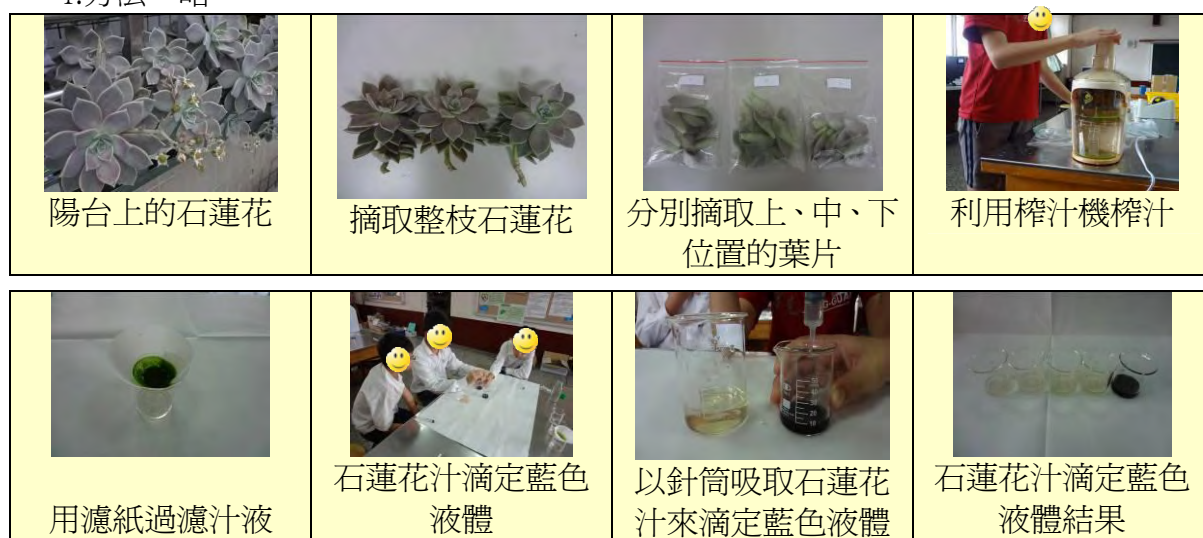 陽台上的石蓮花
摘取整枝石蓮花
分別摘取上、中、下
位置的葉片
利用榨汁機榨汁
用濾紙過濾汁液
石蓮花汁滴定藍色
液體
以針筒吸取石蓮花
汁來滴定藍色液體
石蓮花汁滴定藍色
液體結果